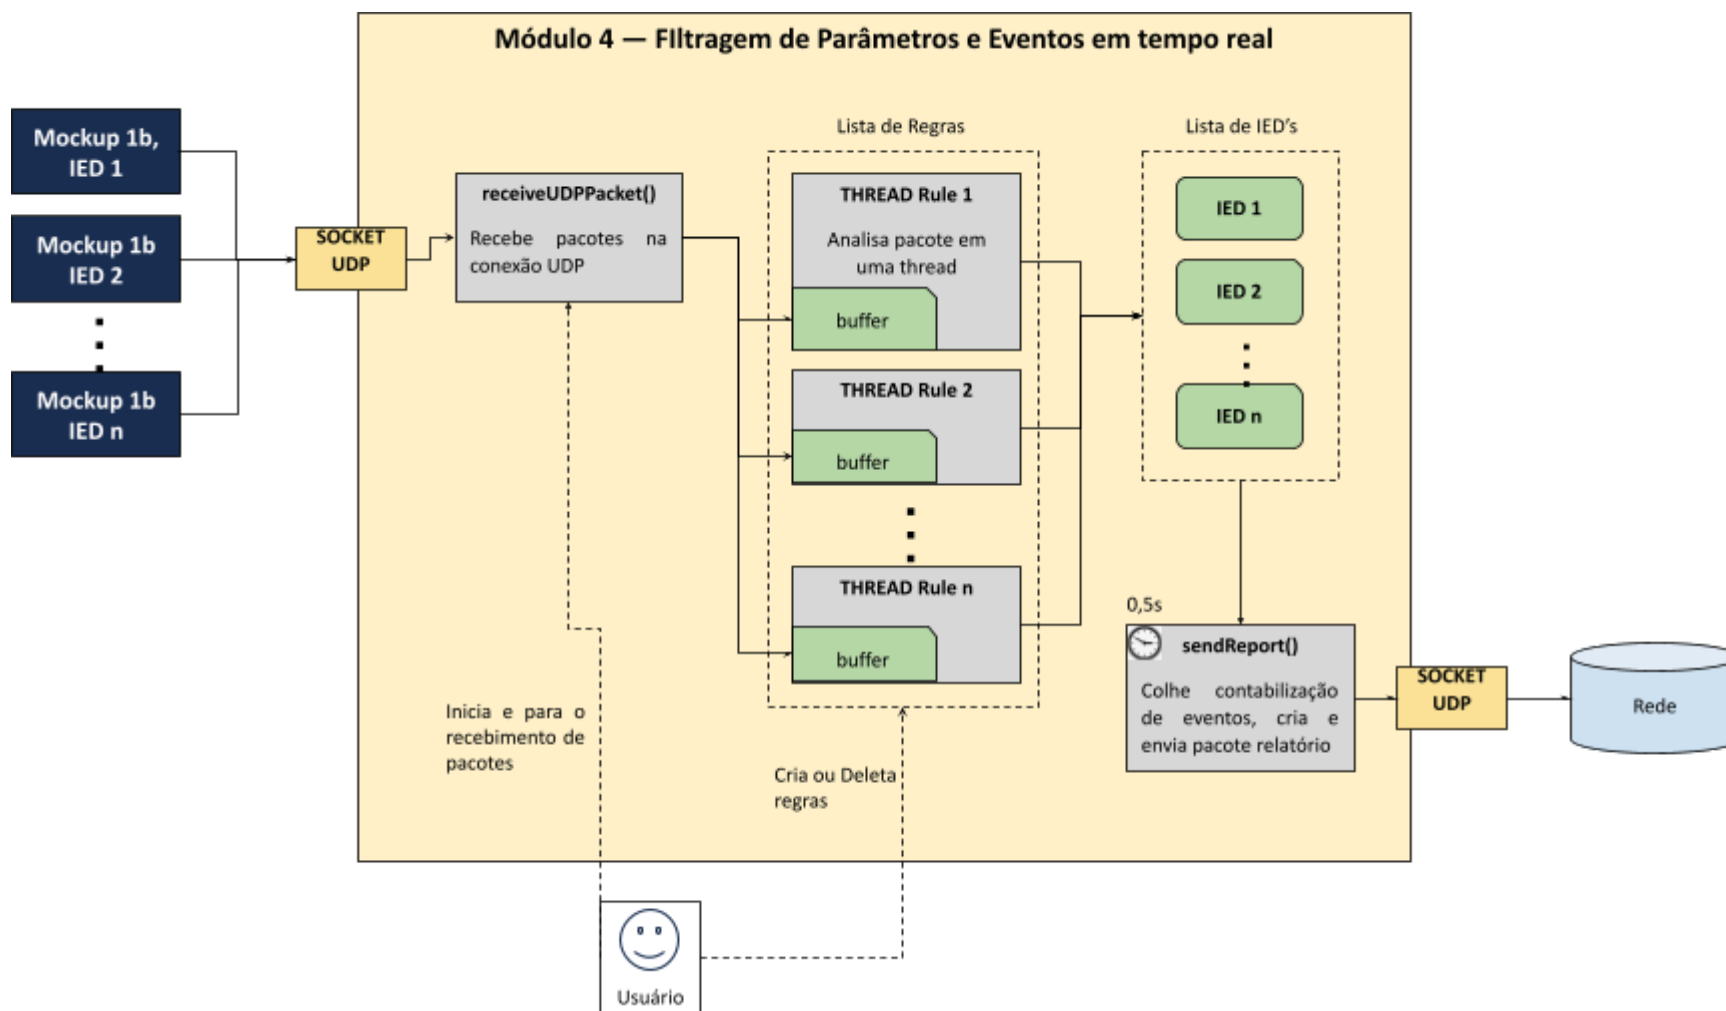 Módulo 4 — FIltragem de Parâmetros e Eventos em tempo real
Mockup 1b,
IED 1
Mockup 1b
IED 2
Mockup 1b
IED n
SOCKET
UDP
receiveUDPPacket()
Recebe pacotes na
conexão UDP
Lista de Regras
THREAD Rule 1
Analisa pacote em
uma thread
buffer
THREAD Rule 2
buffer
THREAD Rule n
buffer
Lista de IED's
IED 1
IED 2
IED n
0,5s
sendReport()
Colhe contabilização
de eventos, cria e
envia pacote relatório
SOCKET
UDP
Rede
Inicia e para o
recebimento de
pacotes
Cria ou Deleta
regras
Usuário